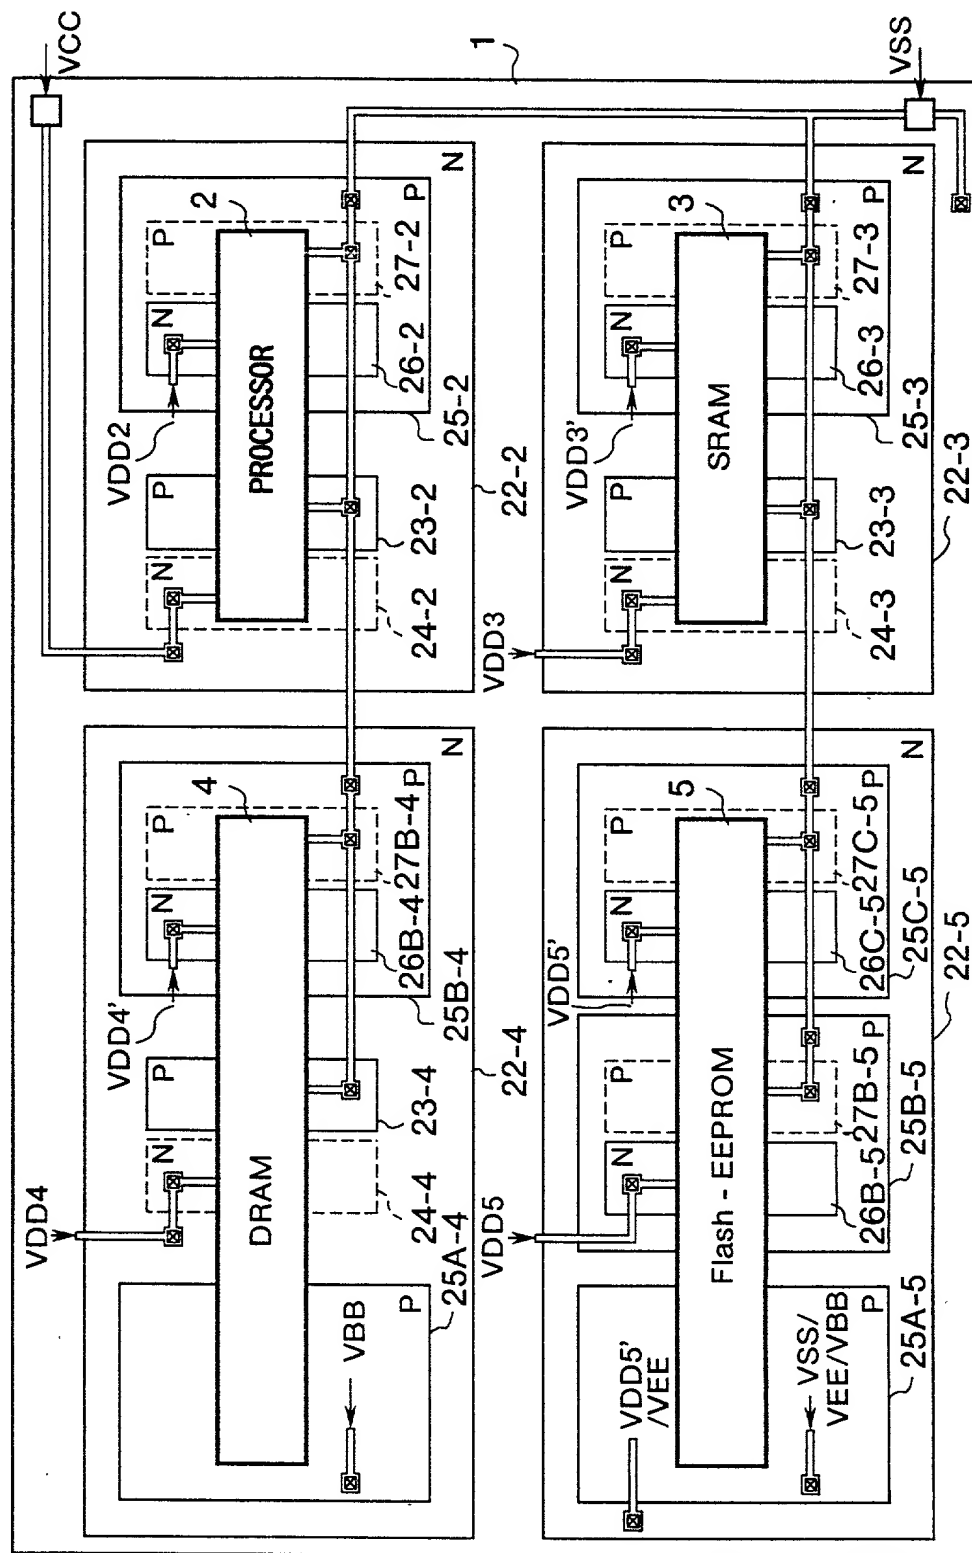 VCC
1
VSS
N
P
2
P
27-2
N
26-2
VDD2
25-2
PROCESSOR
P
23-2
22-2
N
24-2
N
P
3
P
27-3
N
26-3
VDD3'
25-3
SRAM
P
23-3
22-3
N
24-3
VDD3
N
P
4
P
27B-4
N
26B-4
VDD4'
25B-4
DRAM
P
23-4
22-4
N
24-4
VDD4
25A-4
P
VBB
N
P
5
P
27C-5
N
26C-5
VDD5'
25C-5
22-5
Flash - EEPROM
P
P
27B-5
N
26B-5
25B-5
VDD5
25A-5
P
VDD5'
/VEE
VSS/
VEE/VBB